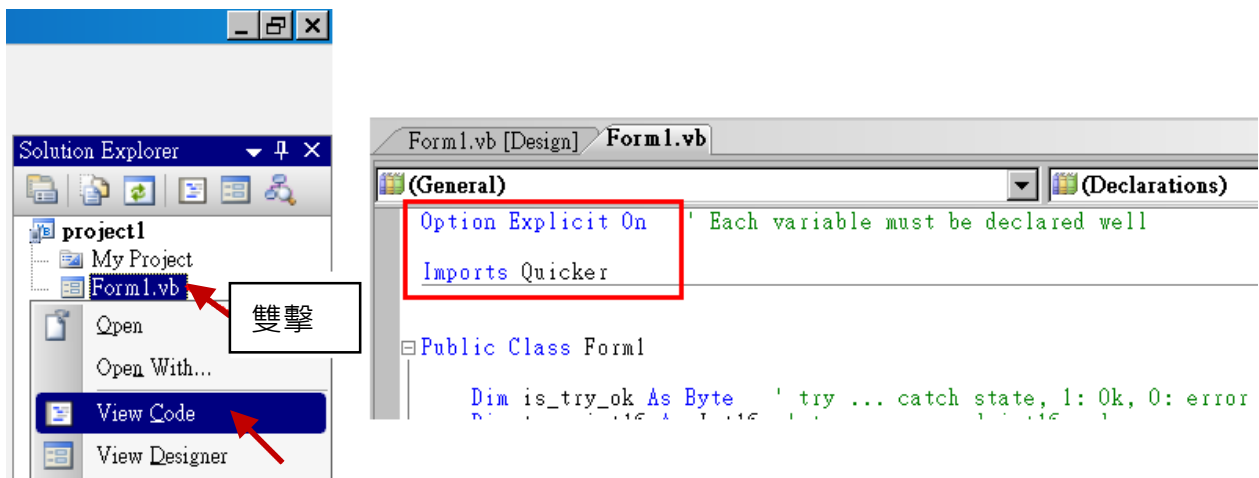 Solution Explorer
project1
My Project
Form1.vb
雙擊
Open
Open With...
View Code
View Designer
Form1.vb [Design]
Form1.vb
(General)
(Declarations)
Option Explicit On ' Each variable must be declared well
Imports Quicker
Public Class Form1
Dim is_try_ok As Byte ' try ... catch state, 1: Ok, 0: error